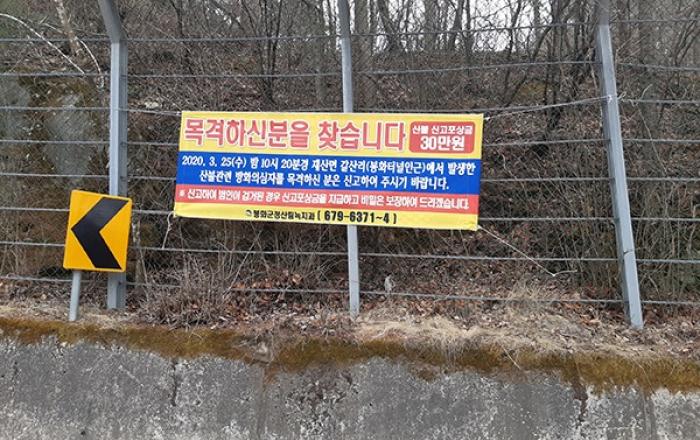 목격하신분을 찾습니다
산불 신고포상금
30만원
2020. 3. 25(수) 밤 10시 20분경 재산면 갈산리(봉화터널인근)에서 발생한
산불관련 방화의심자를 목격하신 분은 신고하여 주시기 바랍니다.
※ 신고하여 범인이 검거된 경우 신고포상금을 지급하고 비밀은 보장하여 드리겠습니다.
봉화군청산림녹지과 ( 679-6371~4 )